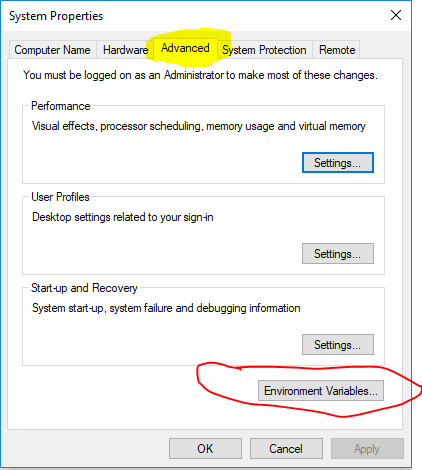 System Properties
Computer Name Hardware Advanced System Protection Remote
You must be logged on as an Administrator to make most of these changes.
Performance
Visual effects, processor scheduling, memory usage and virtual memory
Settings...
User Profiles
Desktop settings related to your sign-in
Settings...
Start-up and Recovery
System start-up, system failure and debugging information
Settings...
Environment Variables...
OK Cancel Apply